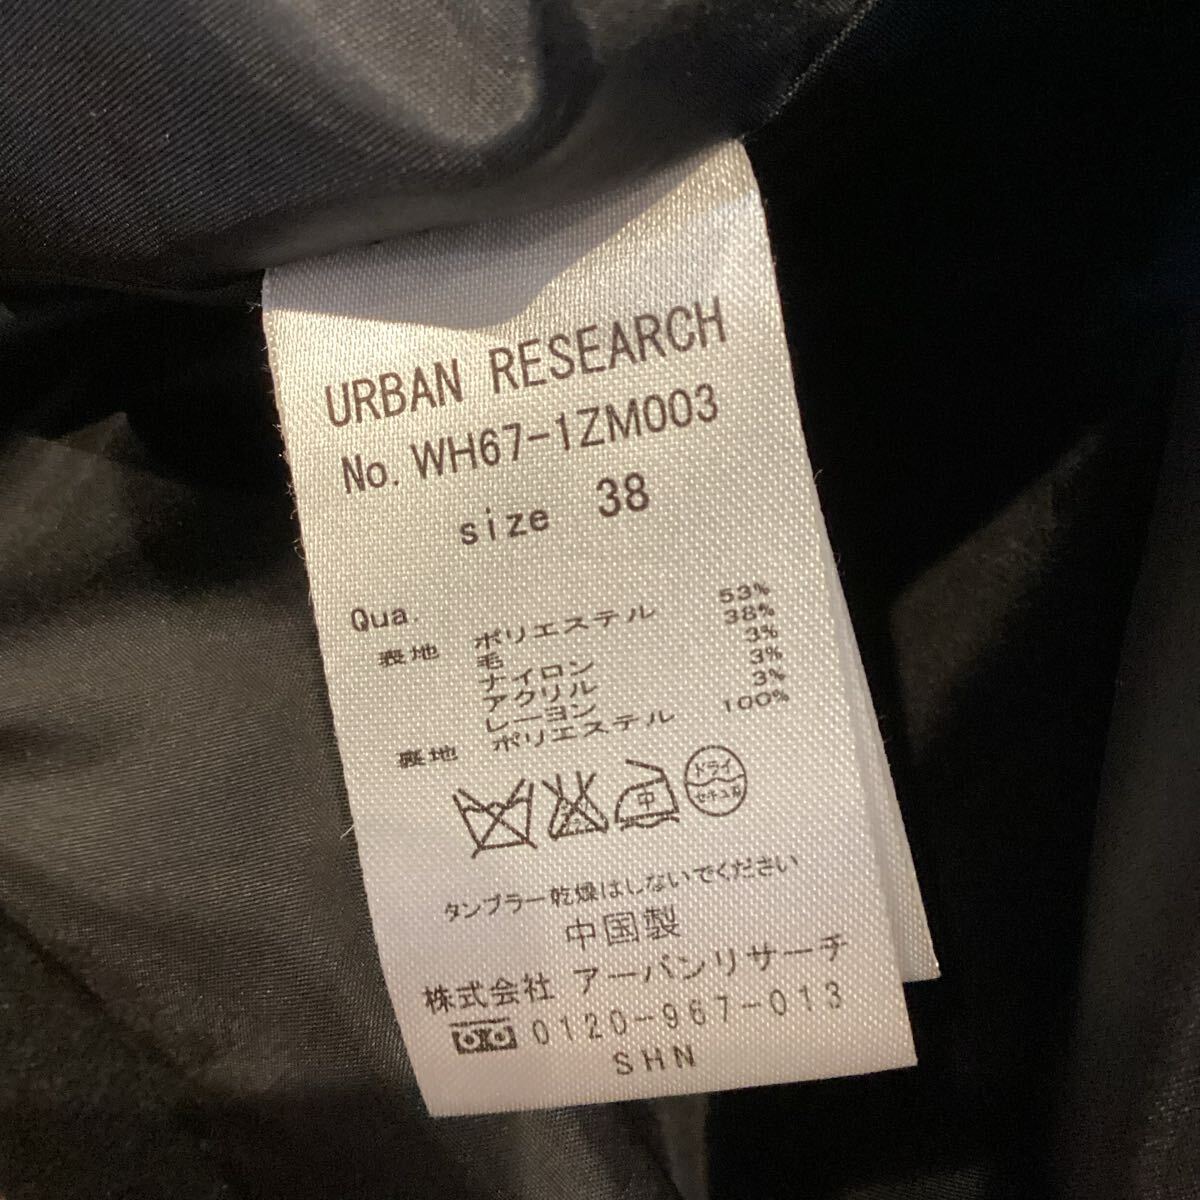 URBAN RESEARCH
No. WH67-1ZM003
size 38
Qua.
表地 ポリエステル 53%
毛 38%
ナイロン 3%
アクリル 3%
レーヨン 3%
裏地 ポリエステル 100%
中
ドライ
セキユ系
タンブラー乾燥はしないでください
中国製
株式会社 アーバンリサーチ
0120-967-013
SHN